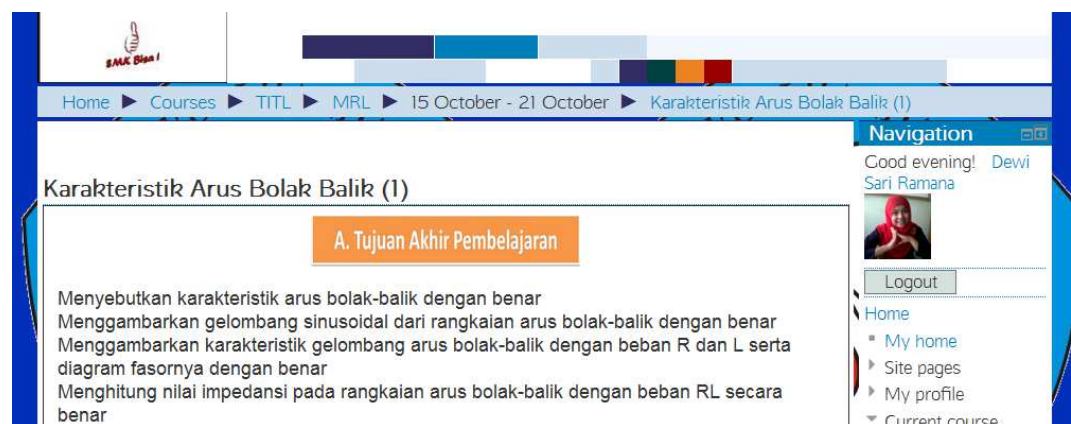 SMK Bisa !
Home ► Courses ► TITL ► MRL ► 15 October - 21 October ► Karakteristik Arus Bolak Balik (1)
Karakteristik Arus Bolak Balik (1)
A. Tujuan Akhir Pembelajaran
Menyebutkan karakteristik arus bolak-balik dengan benar
Menggambarkan gelombang sinusoidal dari rangkaian arus bolak-balik dengan benar
Menggambarkan karakteristik gelombang arus bolak-balik dengan beban R dan L serta
diagram fasornya dengan benar
Menghitung nilai impedansi pada rangkaian arus bolak-balik dengan beban RL secara
benar
Navigation
Good evening! Dewi
Sari Ramana
Logout
Home
My home
Site pages
My profile
Current course